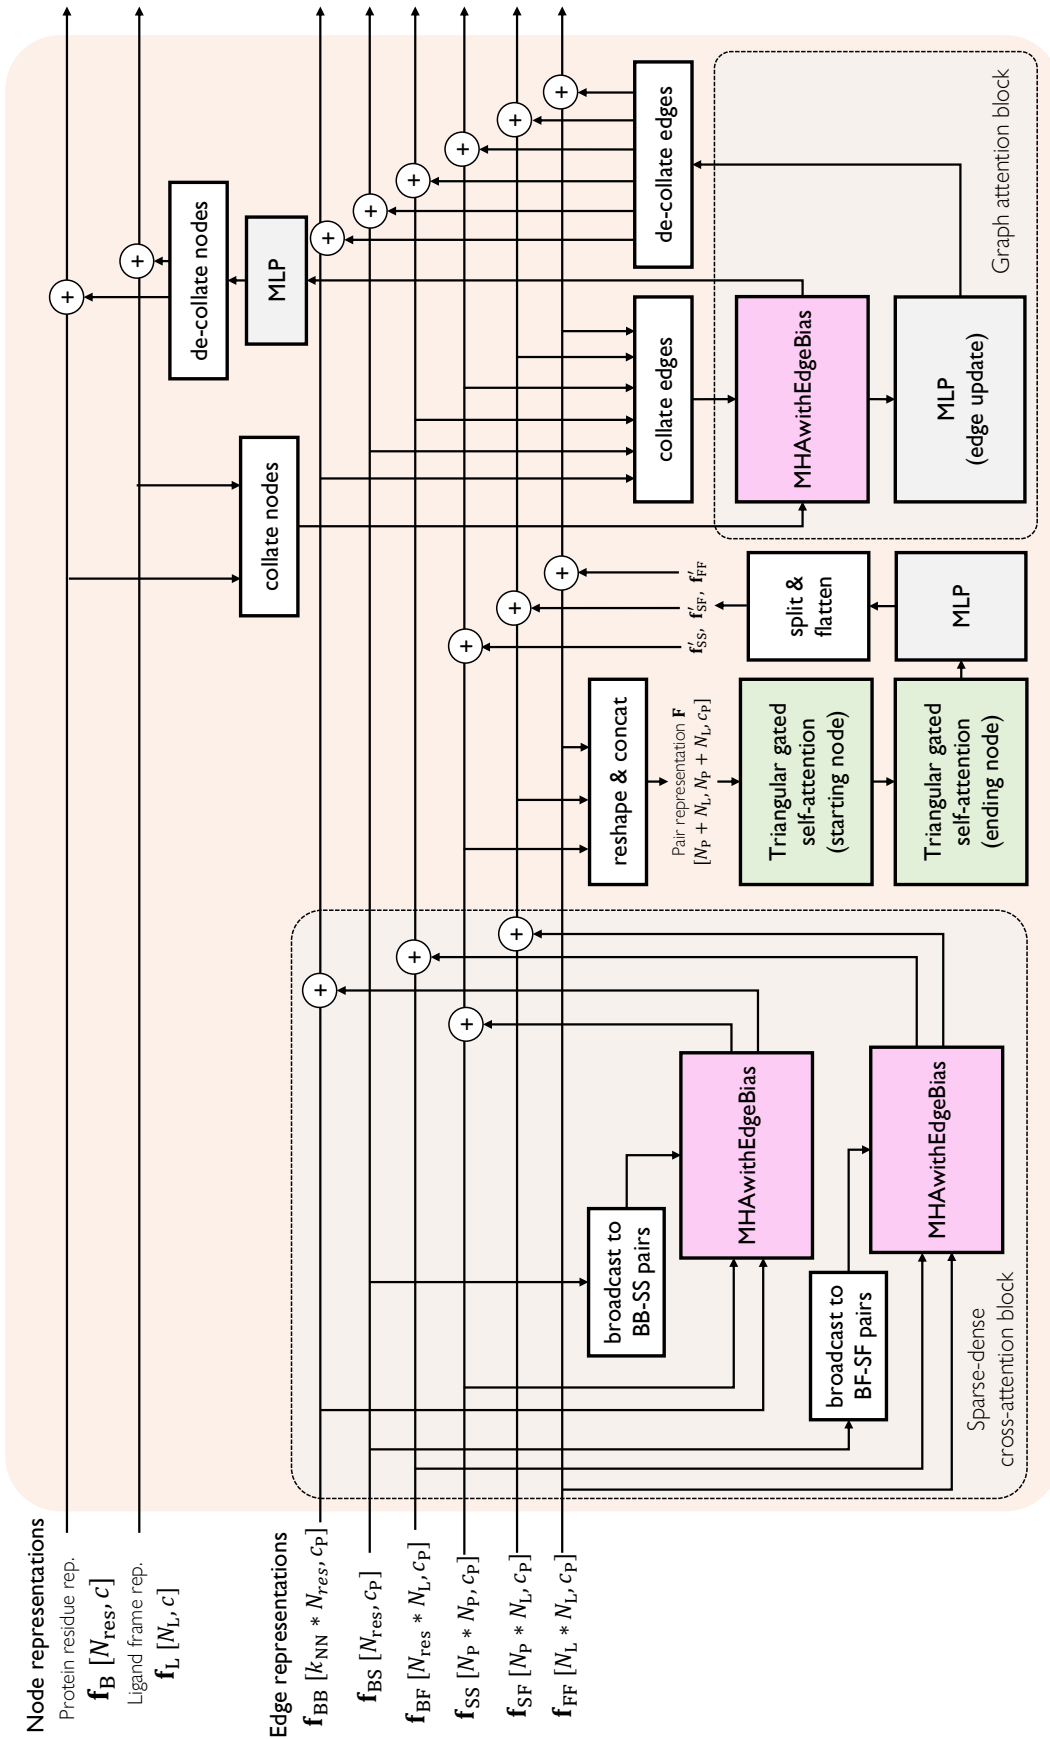 Node representations
Protein residue rep.
f_B [N_res, c]
Ligand frame rep.
f_L [N_L, c]
Edge representations
f_BB [k_NN * N_res, c_P]
f_BS [N_res, c_P]
f_BF [N_res * N_L, c_P]
f_SS [N_P * N_P, c_P]
f_SF [N_P * N_L, c_P]
f_FF [N_L * N_L, c_P]
broadcast to
BB-SS pairs
MHAwithEdgeBias
broadcast to
BF-SF pairs
MHAwithEdgeBias
Sparse-dense
cross-attention block
+
+
+
+
reshape & concat
Pair representation F
[N_P + N_L, N_P + N_L, c_P]
Triangular gated
self-attention
(starting node)
Triangular gated
self-attention
(ending node)
MLP
split &
flatten
f′_SS, f′_SF, f′_FF
+
+
+
collate nodes
collate edges
MHAwithEdgeBias
MLP
(edge update)
Graph attention block
MLP
de-collate nodes
+
+
de-collate edges
+
+
+
+
+
+